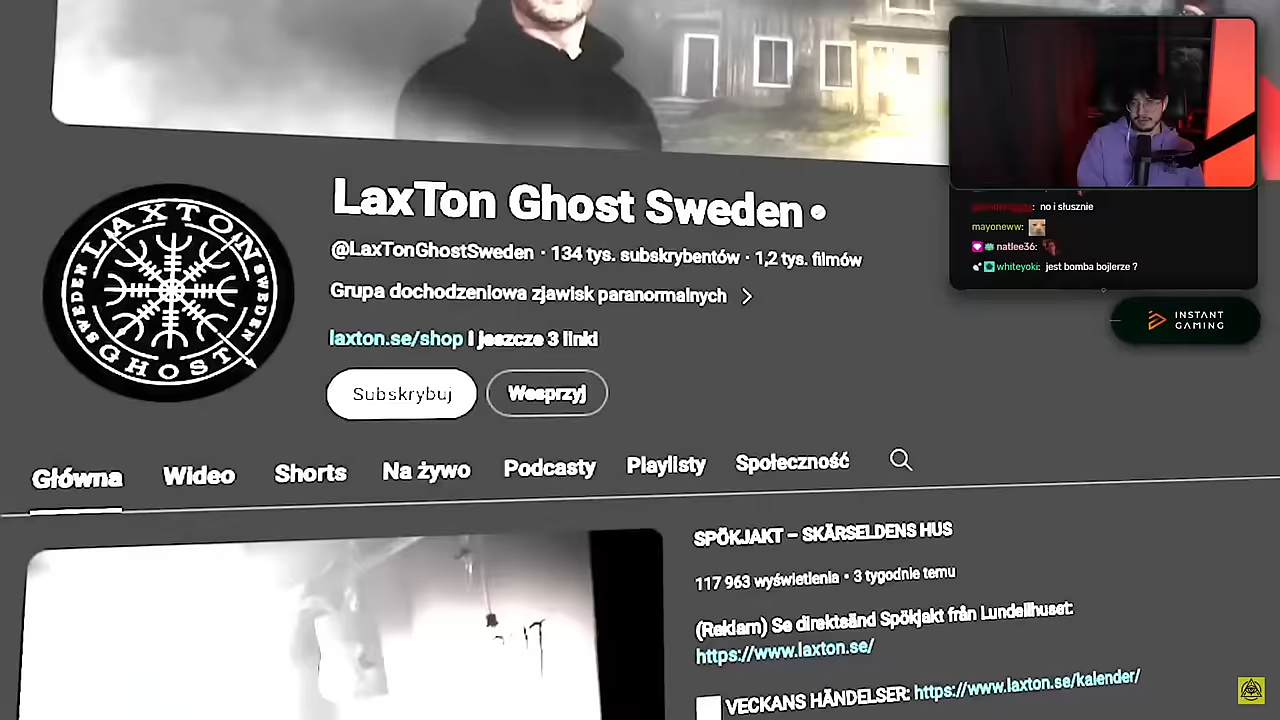 LaxTon Ghost Sweden
@LaxTonGhostSweden · 134 tys. subskrybentów · 1,2 tys. filmów
Grupa dochodzeniowa zjawisk paranormalnych
laxton.se/shop i jeszcze 3 linki
Subskrybuj Wesprzyj
LAXTON
SWEDEN SWEDEN
GHOST
Główna Wideo Shorts Na żywo Podcasty Playlisty Społeczność
SPÖKJAKT – SKÄRSELDENS HUS
117 963 wyświetlenia • 3 tygodnie temu
(Reklam) Se direktsänd Spökjakt från Lundellhuset:
https://www.laxton.se/
VECKANS HÄNDELSER: https://www.laxton.se/kalender/
: no i słusznie
mayoneww:
natlee36:
whiteyoki: jest bomba bojlerze ?
INSTANT
GAMING